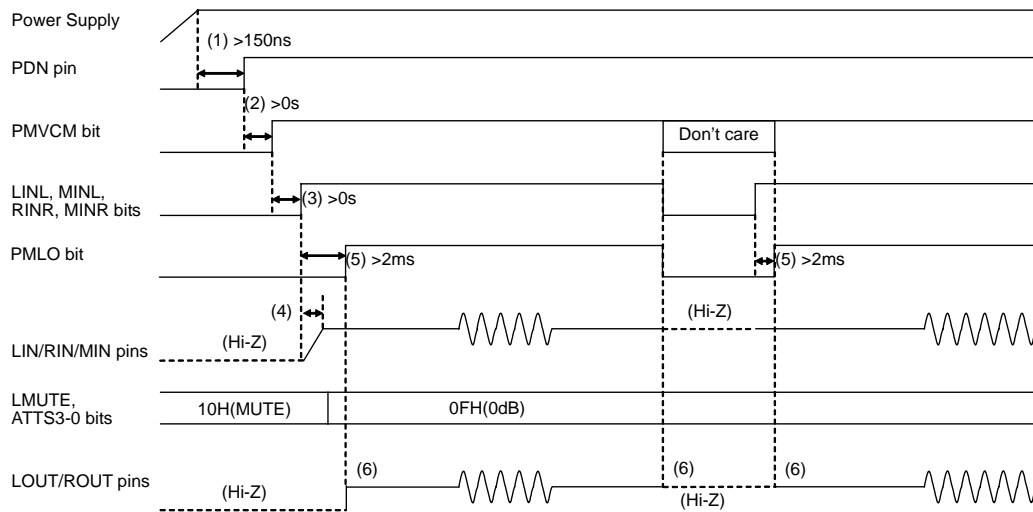 Power Supply
(1) >150ns
PDN pin
(2) >0s
PMVCM bit
Don't care
LINL, MINL,
RINR, MINR bits
(3) >0s
PMLO bit
(5) >2ms
(5) >2ms
(4)
(Hi-Z)
(Hi-Z)
LIN/RIN/MIN pins
LMUTE,
ATTS3-0 bits
10H(MUTE)
0FH(0dB)
LOUT/ROUT pins
(6)
(6)
(6)
(Hi-Z)
(Hi-Z)